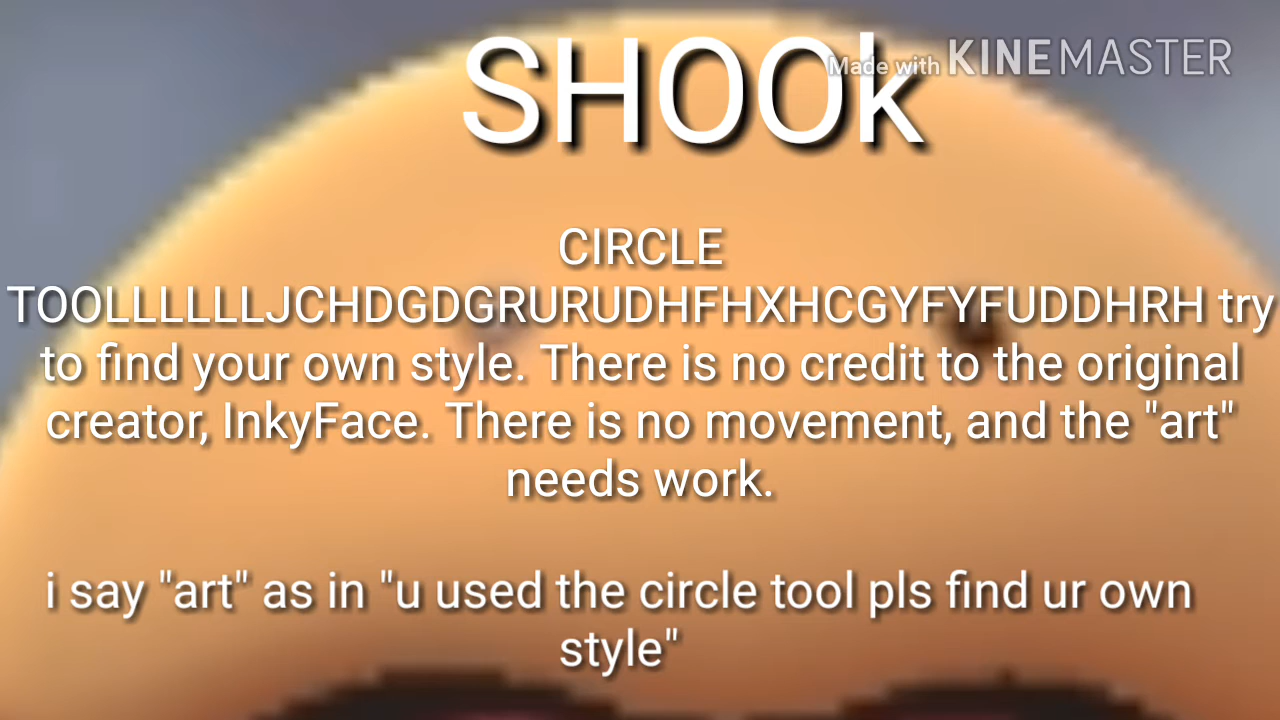 SHOOk
Made with KINEMASTER
CIRCLE
TOOLLLLLLJCHDGDGRURUDHFHXHCGYFYFUDDHRH try
to find your own style. There is no credit to the original
creator, InkyFace. There is no movement, and the "art"
needs work.
i say "art" as in "u used the circle tool pls find ur own
style"